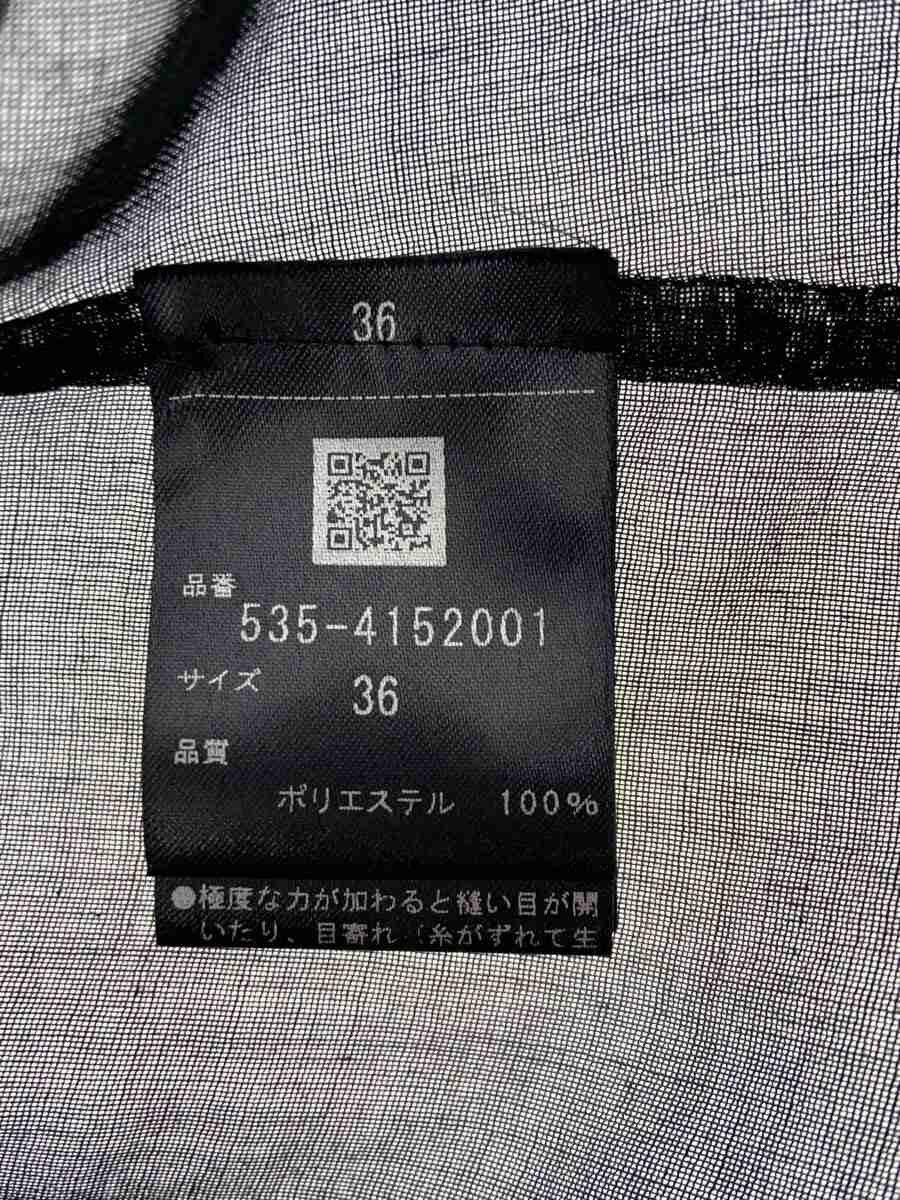 36
品番
535-4152001
サイズ
36
品質
ポリエステル 100%
●極度な力が加わると縫い目が開
いたり、目寄れ（糸がずれて生